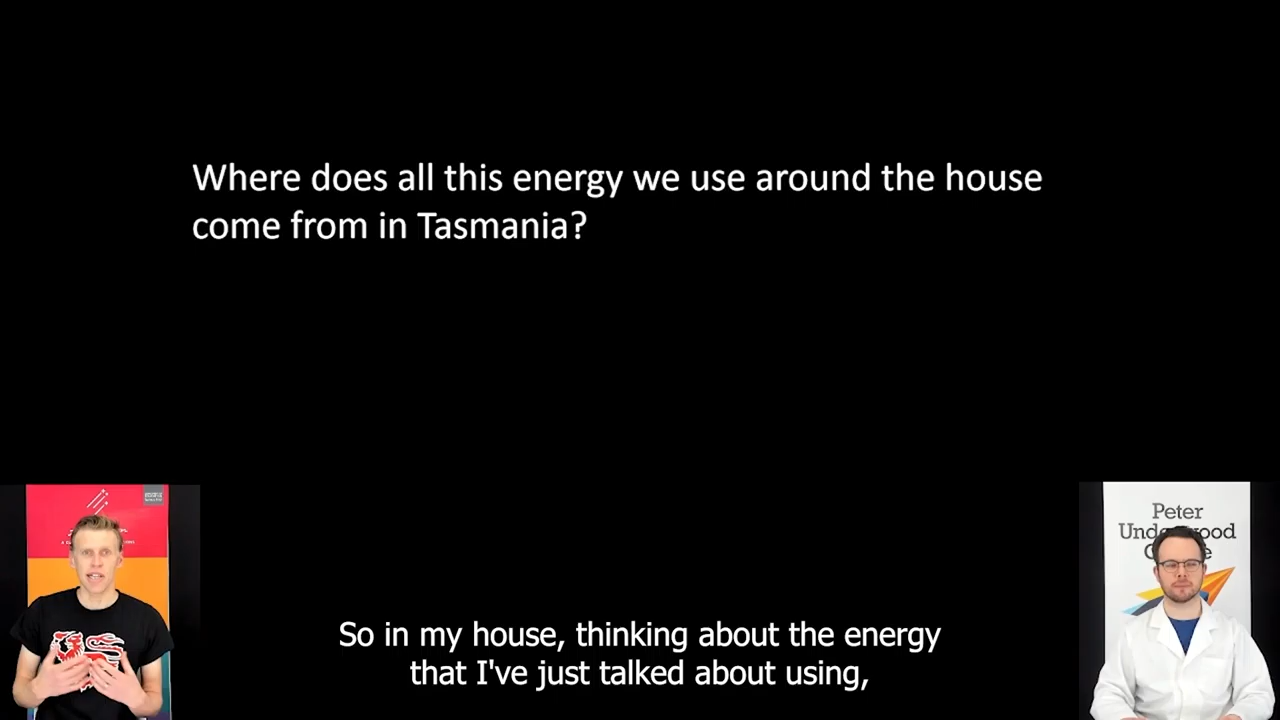 Where does all this energy we use around the house
come from in Tasmania?
Peter
So in my house, thinking about the energy
that I've just talked about using,